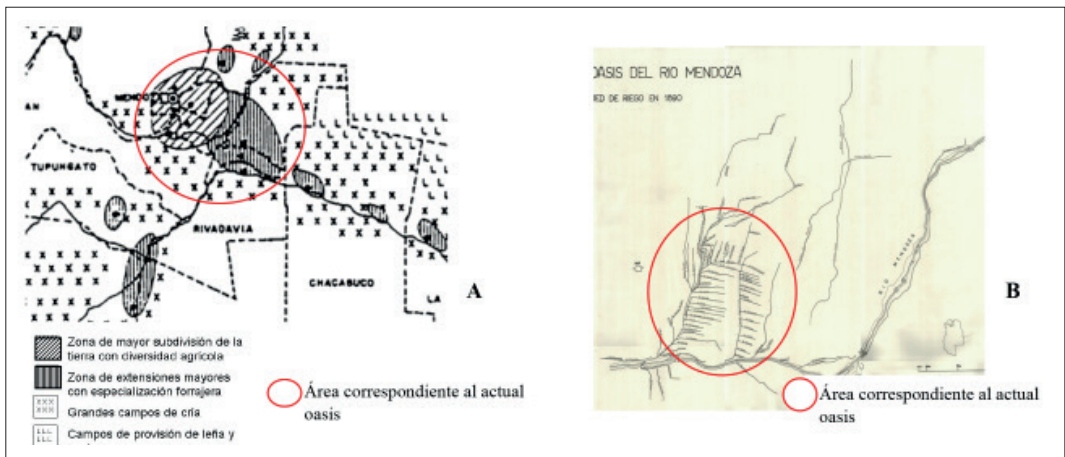 MENDOZA
AN
TUPUNGATO
RIVADAVIA
CHACABUCO
LA
A
Zona de mayor subdivisión de la
tierra con diversidad agrícola
Zona de extensiones mayores
con especialización forrajera
Grandes campos de cría
Campos de provisión de leña y
Área correspondiente al actual
oasis
OASIS DEL RIO MENDOZA
RED DE RIEGO EN 1890
RIO MENDOZA
B
Área correspondiente al actual
oasis